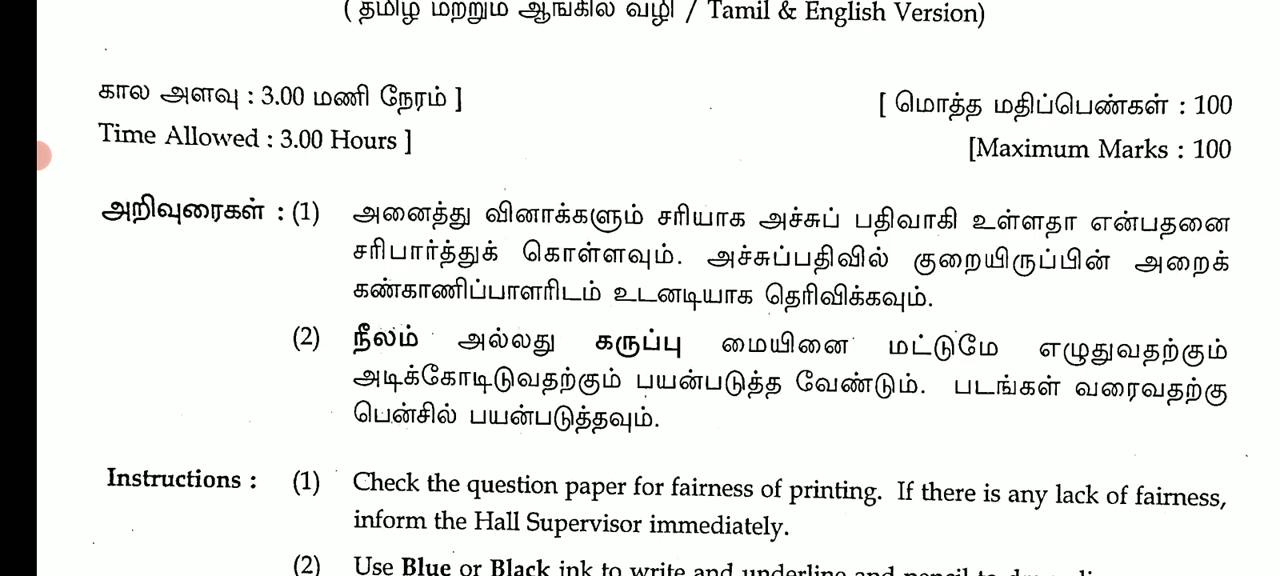 ( தமிழ் மற்றும் ஆங்கில வழி / Tamil & English Version)
கால அளவு : 3.00 மணி நேரம் ]
[ மொத்த மதிப்பெண்கள் : 100
Time Allowed : 3.00 Hours ]
[Maximum Marks : 100
அறிவுரைகள் : (1) அனைத்து வினாக்களும் சரியாக அச்சுப் பதிவாகி உள்ளதா என்பதனை
சரிபார்த்துக் கொள்ளவும். அச்சுப்பதிவில் குறையிருப்பின் அறைக்
கண்காணிப்பாளரிடம் உடனடியாக தெரிவிக்கவும்.
(2) நீலம் அல்லது கருப்பு மையினை மட்டுமே எழுதுவதற்கும்
அடிக்கோடிடுவதற்கும் பயன்படுத்த வேண்டும். படங்கள் வரைவதற்கு
பென்சில் பயன்படுத்தவும்.
Instructions : (1) Check the question paper for fairness of printing. If there is any lack of fairness,
inform the Hall Supervisor immediately.
(2) Use Blue or Black ink to write and underline and pencil to draw